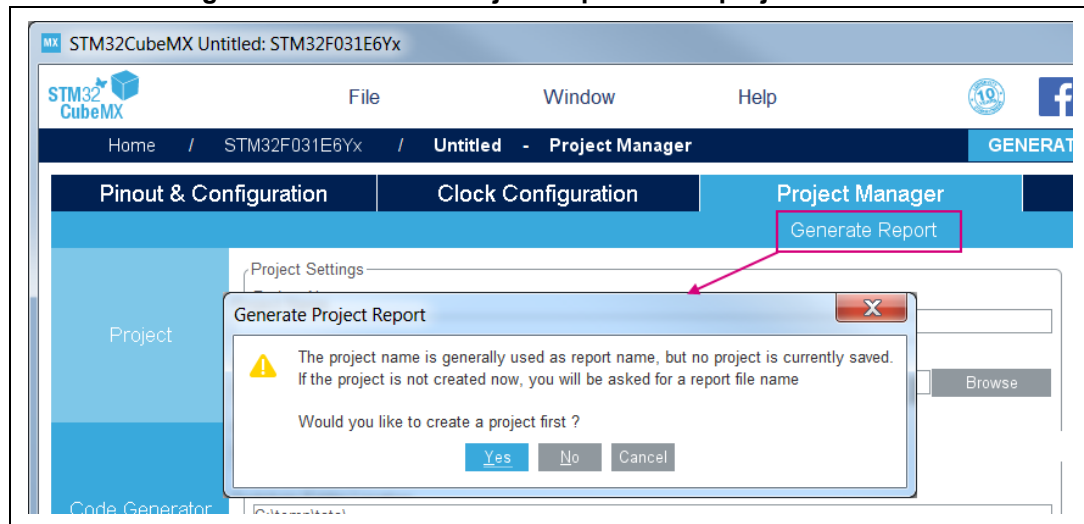 MX STM32CubeMX Untitled: STM32F031E6Yx
STM32
CubeMX
File Window Help
10
f
Home / STM32F031E6Yx / Untitled - Project Manager
GENERAT
Pinout & Configuration Clock Configuration Project Manager
Generate Report
Project Settings
Generate Project Report
X
Project
The project name is generally used as report name, but no project is currently saved.
If the project is not created now, you will be asked for a report file name
Browse
Would you like to create a project first ?
Yes No Cancel
Code Generator